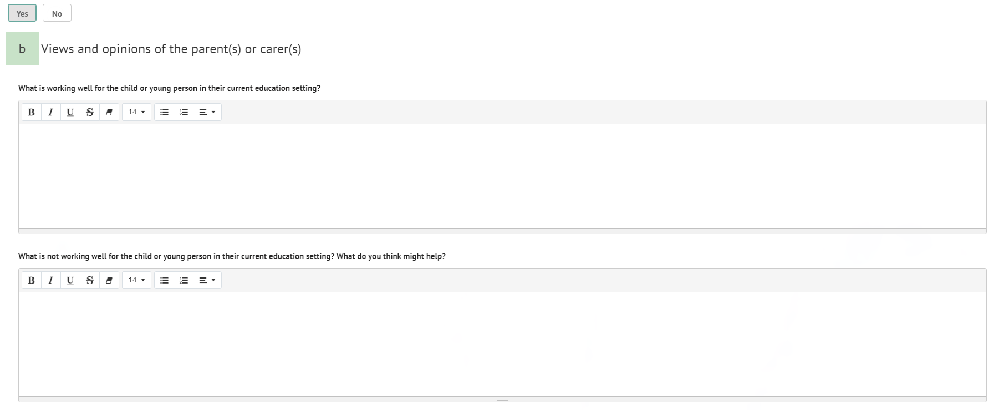 Yes No
b Views and opinions of the parent(s) or carer(s)
What is working well for the child or young person in their current education setting?
B I U S 14
What is not working well for the child or young person in their current education setting? What do you think might help?
B I U S 14